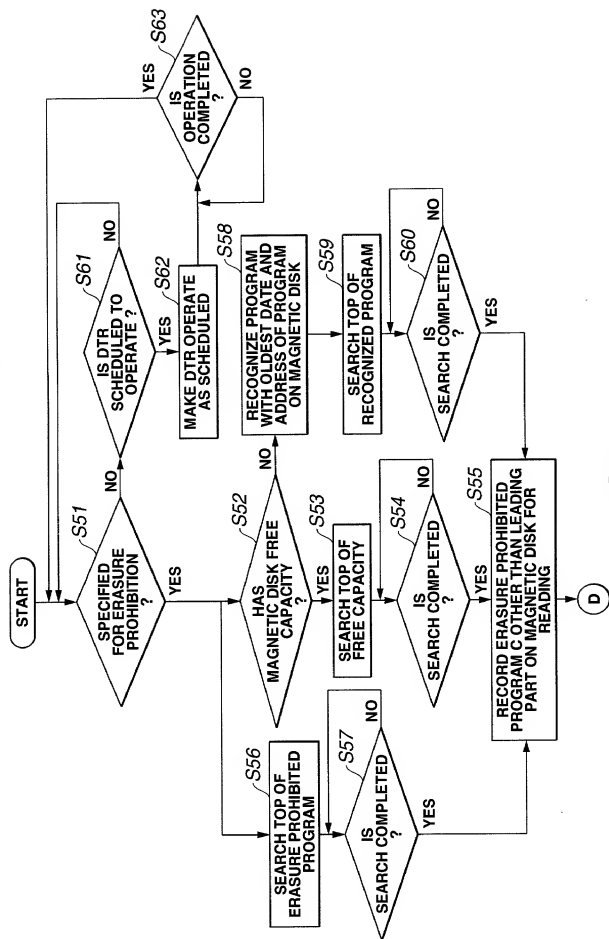 START
S51
SPECIFIED
FOR ERASURE
PROHIBITION
?
NO
YES
S61
IS DTR
SCHEDULED TO
OPERATE ?
NO
YES
S62
MAKE DTR OPERATE
AS SCHEDULED
S63
IS
OPERATION
COMPLETED
?
YES
NO
S52
HAS
MAGNETIC DISK FREE
CAPACITY
?
NO
YES
S58
RECOGNIZE PROGRAM
WITH OLDEST DATE AND
ADDRESS OF PROGRAM
ON MAGNETIC DISK
S59
SEARCH TOP OF
RECOGNIZED PROGRAM
S60
IS
SEARCH COMPLETED
?
NO
YES
S53
SEARCH TOP OF
FREE CAPACITY
S54
IS
SEARCH COMPLETED
?
NO
YES
S56
SEARCH TOP OF
ERASURE PROHIBITED
PROGRAM
S57
IS
SEARCH COMPLETED
?
NO
YES
S55
RECORD ERASURE PROHIBITED
PROGRAM C OTHER THAN LEADING
PART ON MAGNETIC DISK FOR
READING
D